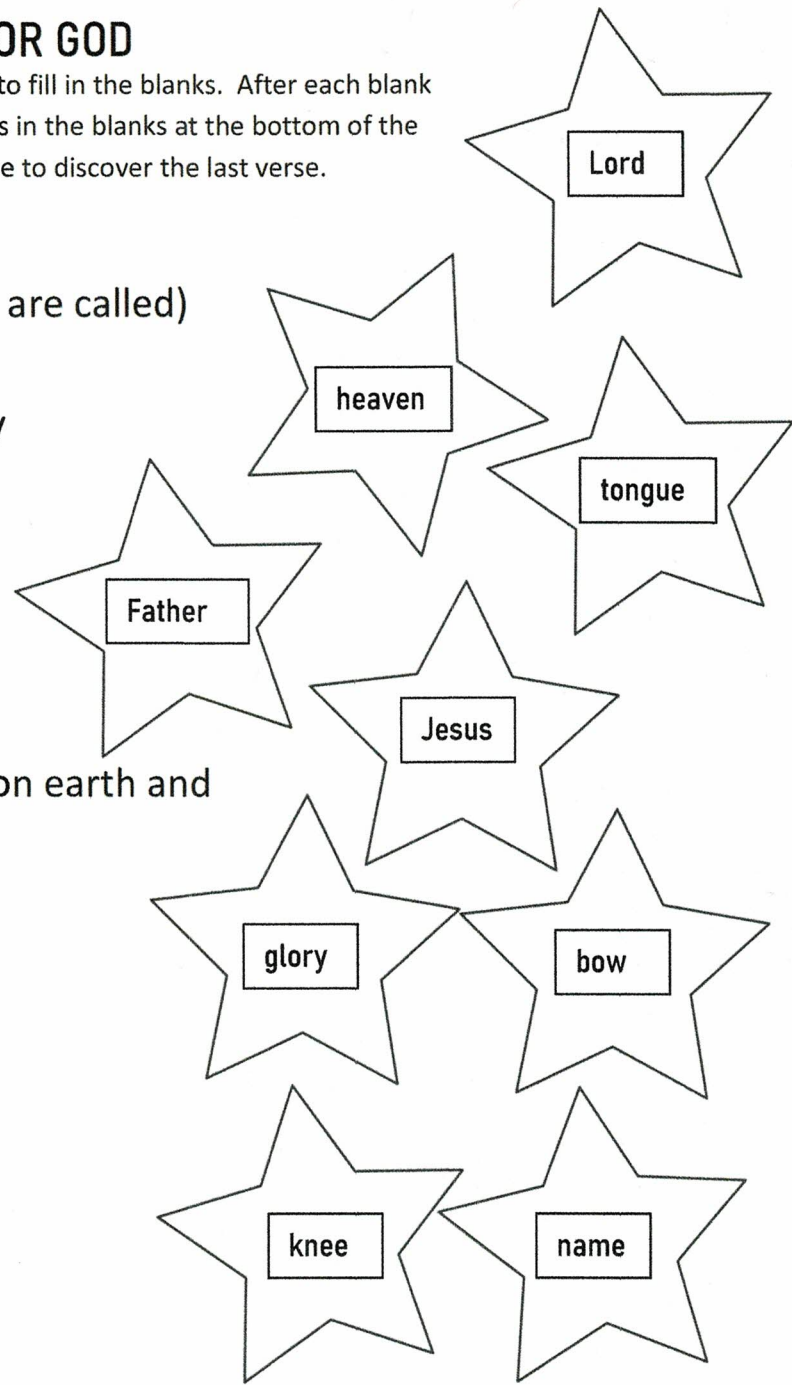 OR GOD
to fill in the blanks. After each blank
s in the blanks at the bottom of the
e to discover the last verse.
Lord
are called)
heaven
y
tongue
Father
Jesus
on earth and
glory
bow
knee
name